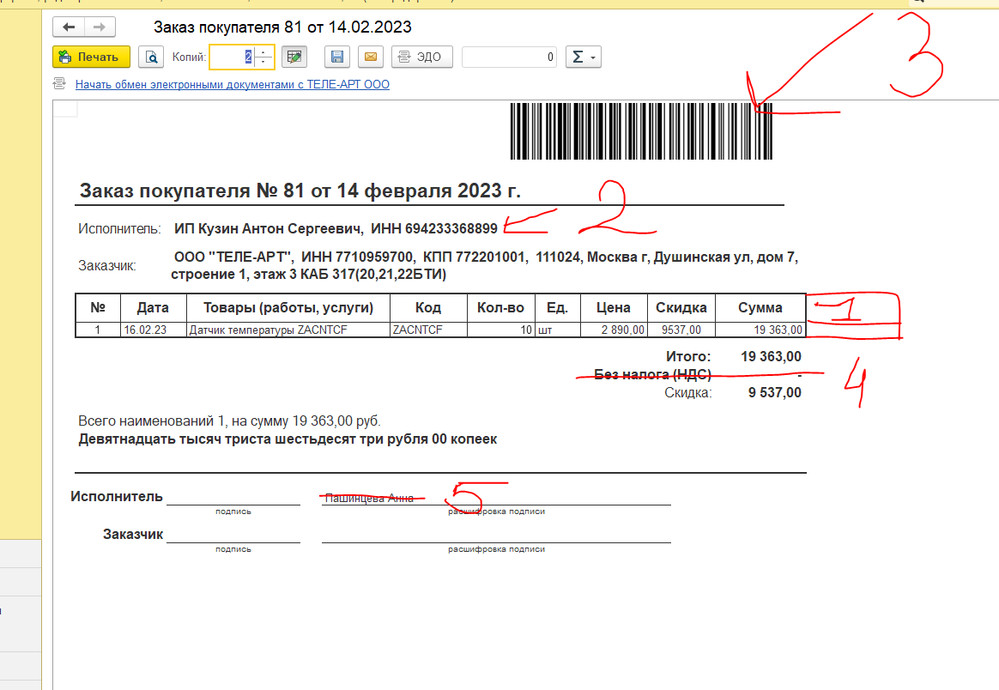 Заказ покупателя 81 от 14.02.2023
3
Печать Копий: 2 ЭДО 0 Σ
Начать обмен электронными документами с ТЕЛЕ-АРТ ООО
Заказ покупателя № 81 от 14 февраля 2023 г.
2
Исполнитель: ИП Кузин Антон Сергеевич, ИНН 694233368899
Заказчик: ООО "ТЕЛЕ-АРТ", ИНН 7710959700, КПП 772201001, 111024, Москва г, Душинская ул, дом 7,
строение 1, этаж 3 КАБ 317(20,21,22БТИ)
№ Дата Товары (работы, услуги) Код Кол-во Ед. Цена Скидка Сумма 1
1 16.02.23 Датчик температуры ZACNTCF ZACNTCF 10 шт 2 890,00 9537,00 19 363,00
Итого: 19 363,00
Без налога (НДС) - 4
Скидка: 9 537,00
Всего наименований 1, на сумму 19 363,00 руб.
Девятнадцать тысяч триста шестьдесят три рубля 00 копеек
Исполнитель Пашинцева Анна 5
подпись расшифровка подписи
Заказчик
подпись расшифровка подписи